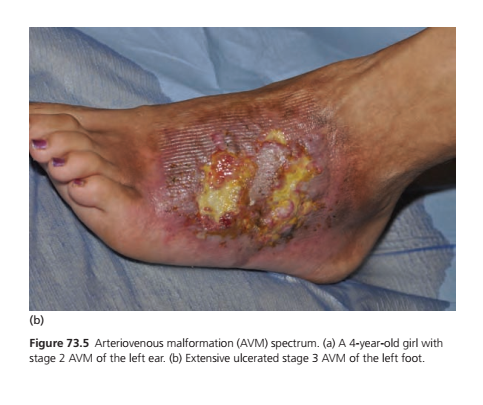 (b)
Figure 73.5 Arteriovenous malformation (AVM) spectrum. (a) A 4-year-old girl with
stage 2 AVM of the left ear. (b) Extensive ulcerated stage 3 AVM of the left foot.